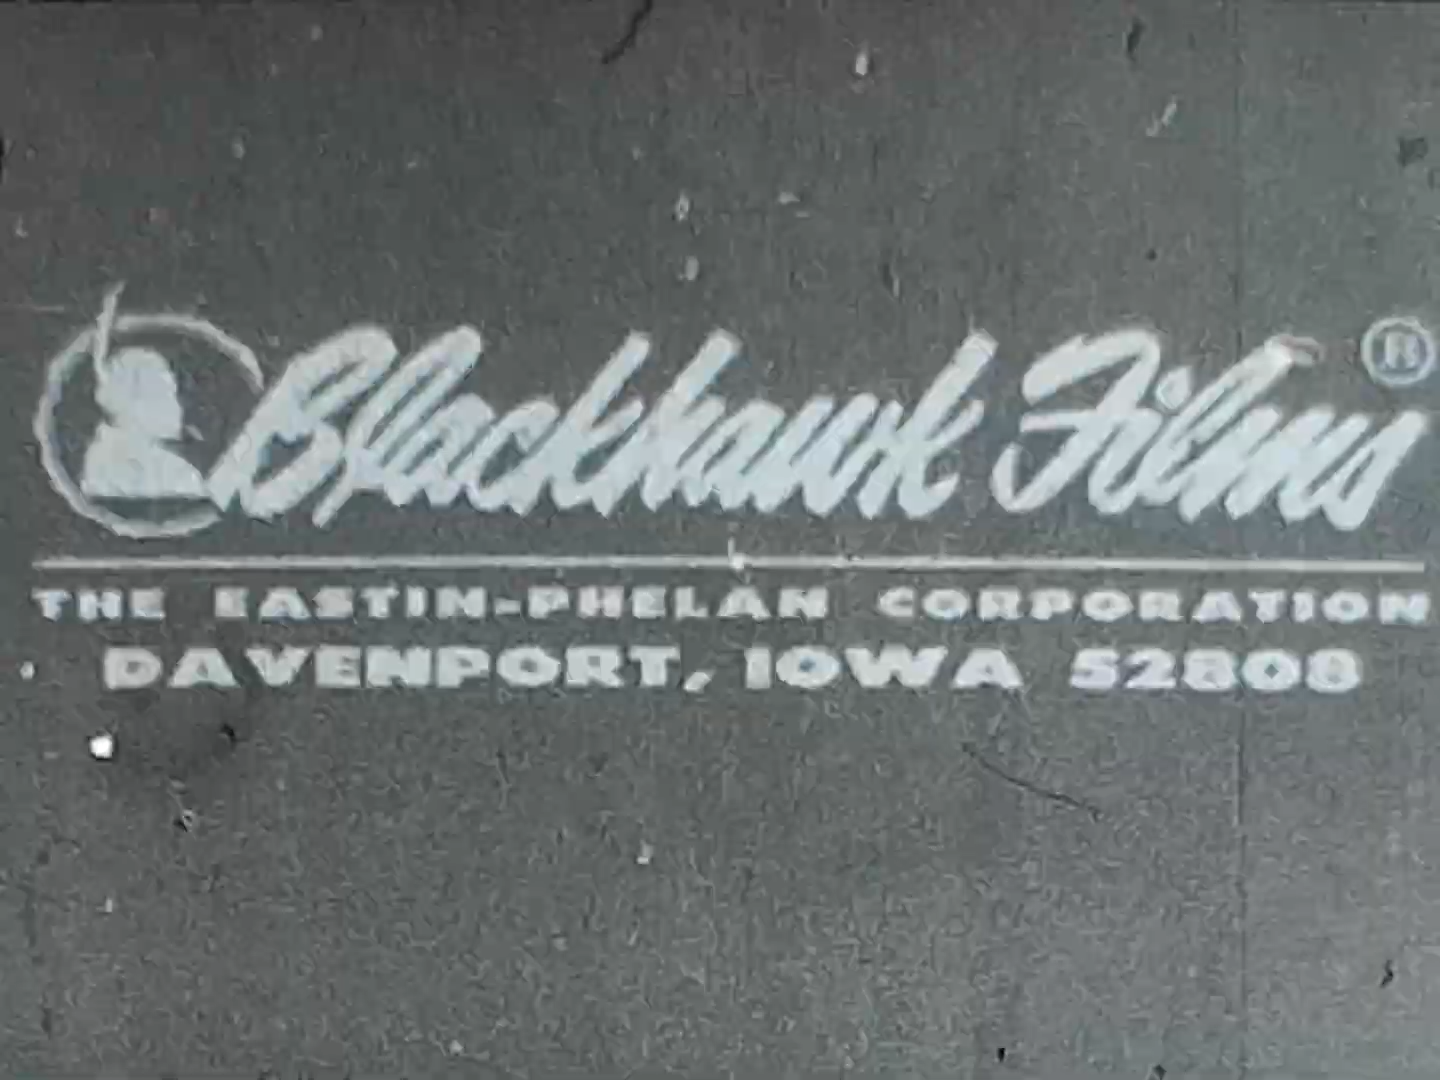 Blackhawk Films ®
THE EASTIN-PHELAN CORPORATION
DAVENPORT, IOWA 52808